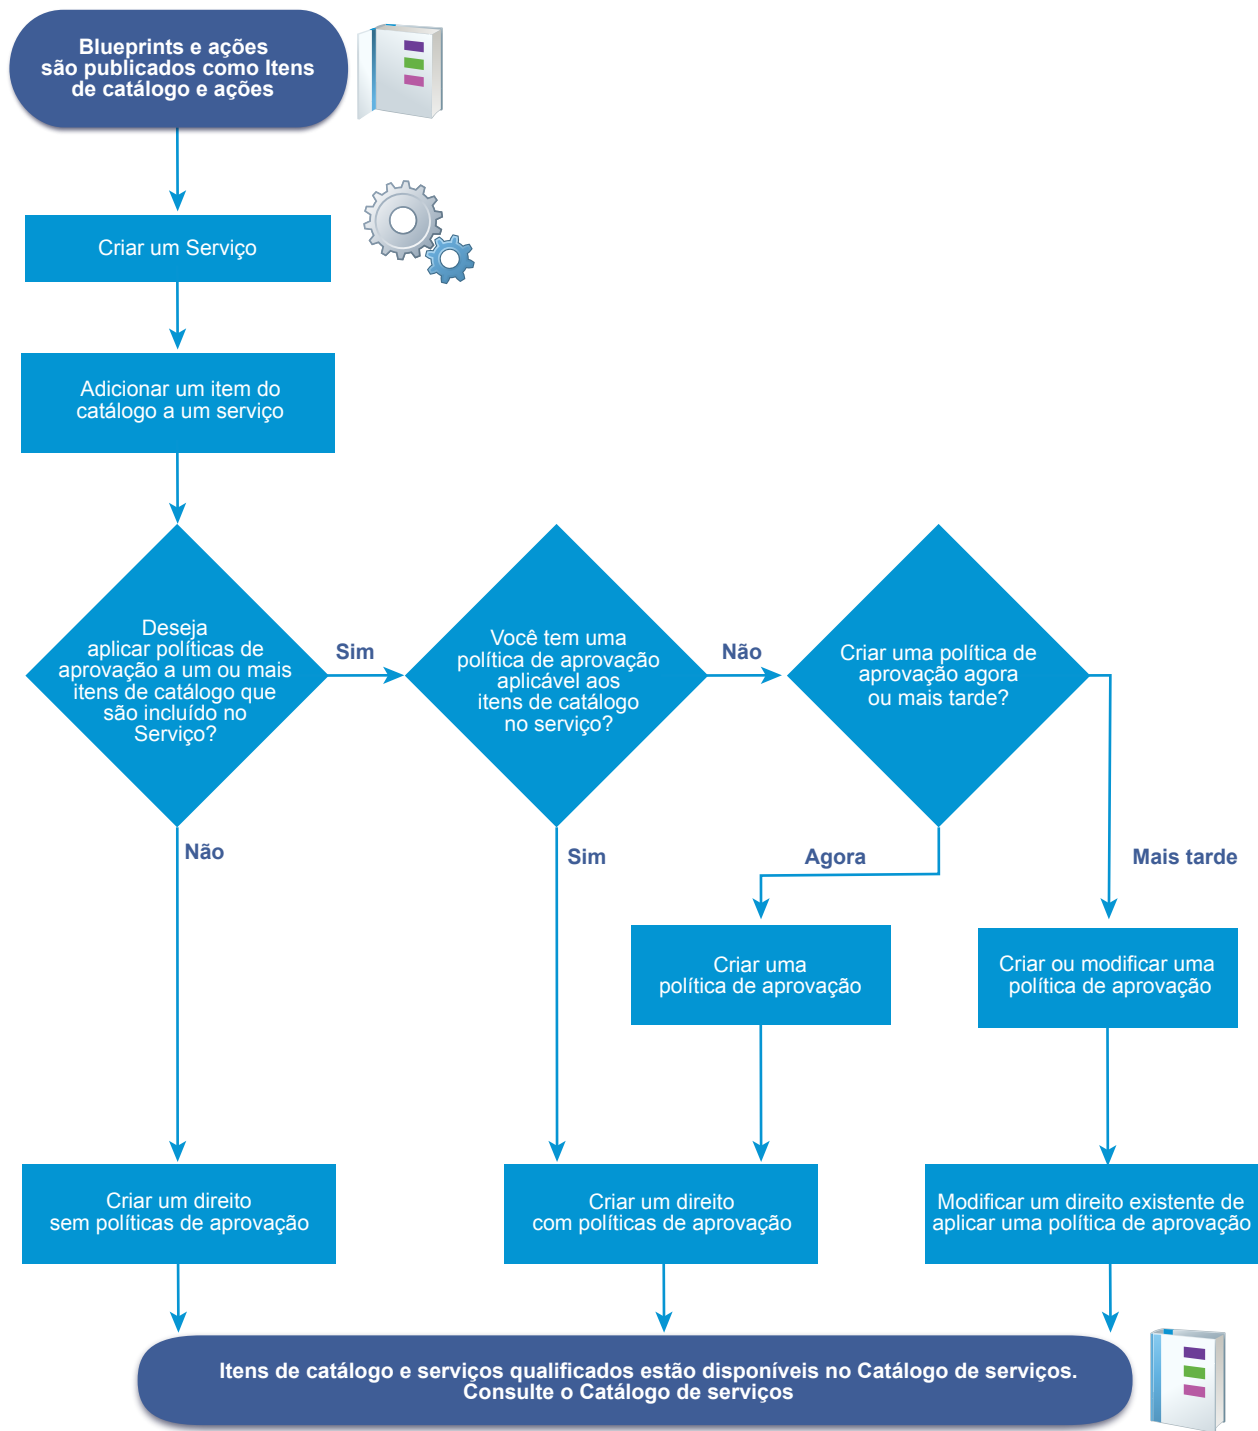 Blueprints e ações
são publicados como Itens
de catálogo e ações
Criar um Serviço
Adicionar um item do
catálogo a um serviço
Deseja
aplicar políticas de
aprovação a um ou mais
itens de catálogo que
são incluído no
Serviço?
Sim
Você tem uma
política de aprovação
aplicável aos
itens de catálogo
no serviço?
Não
Criar uma política de
aprovação agora
ou mais tarde?
Não
Sim
Agora
Mais tarde
Criar uma
política de aprovação
Criar ou modificar uma
política de aprovação
Criar um direito
sem políticas de aprovação
Criar um direito
com políticas de aprovação
Modificar um direito existente de
aplicar uma política de aprovação
Itens de catálogo e serviços qualificados estão disponíveis no Catálogo de serviços.
Consulte o Catálogo de serviços